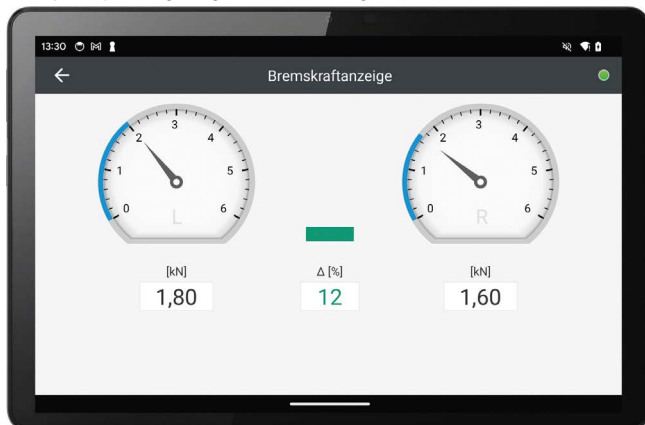 13:30
Bremskraftanzeige
0 1 2 3 4 5 6
L
0 1 2 3 4 5 6
R
[kN] Δ [%] [kN]
1,80 12 1,60